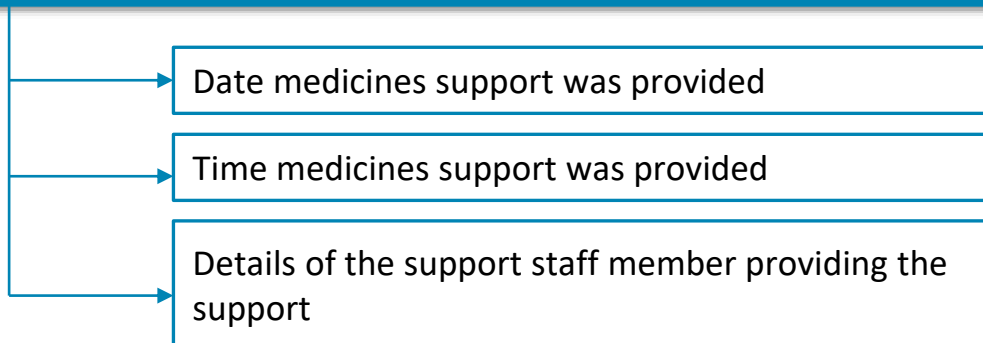 Date medicines support was provided
Time medicines support was provided
Details of the support staff member providing the
support